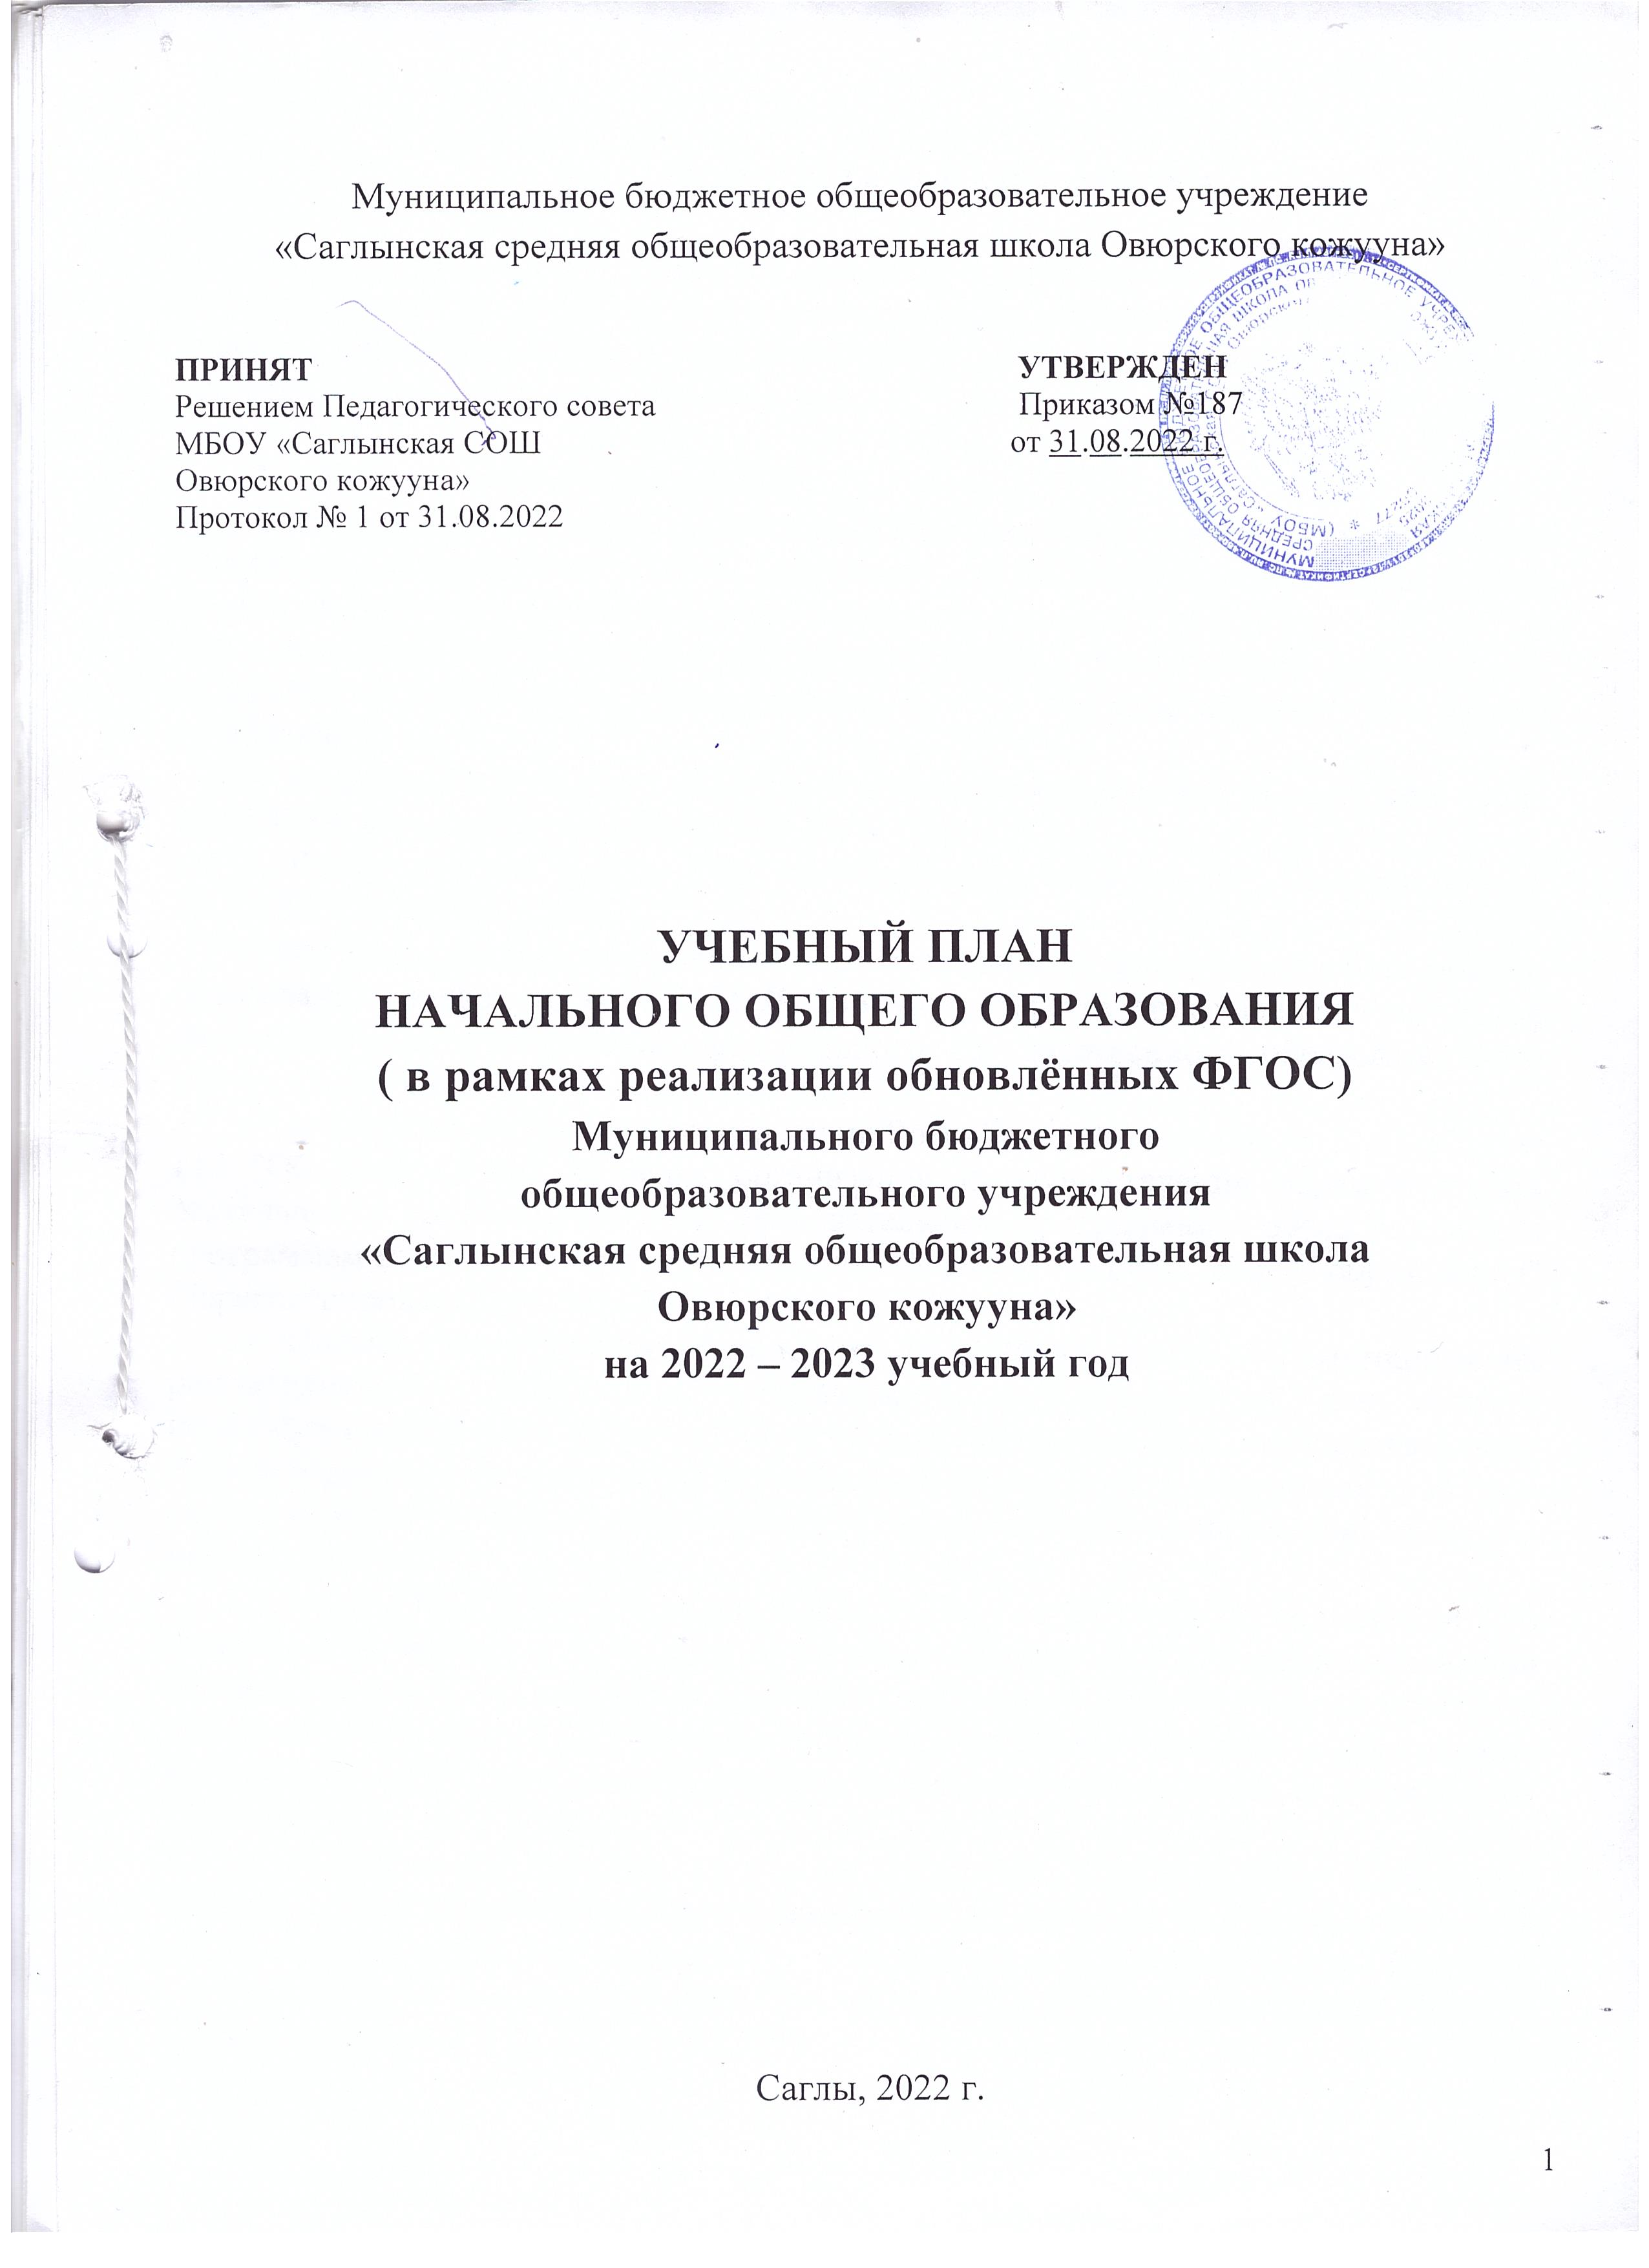 Муниципальное бюджетное общеобразовательное учреждение
«Саглынская средняя общеобразовательная школа Овюрского кожууна»
ПРИНЯТ
Решением Педагогического совета
МБОУ «Саглынская СОШ
Овюрского кожууна»
Протокол № 1 от 31.08.2022
УТВЕРЖДЕН
Приказом №187
от 31.08.2022 г.
УЧЕБНЫЙ ПЛАН
НАЧАЛЬНОГО ОБЩЕГО ОБРАЗОВАНИЯ
( в рамках реализации обновлённых ФГОС)
Муниципального бюджетного
общеобразовательного учреждения
«Саглынская средняя общеобразовательная школа
Овюрского кожууна»
на 2022 – 2023 учебный год
Саглы, 2022 г.
1